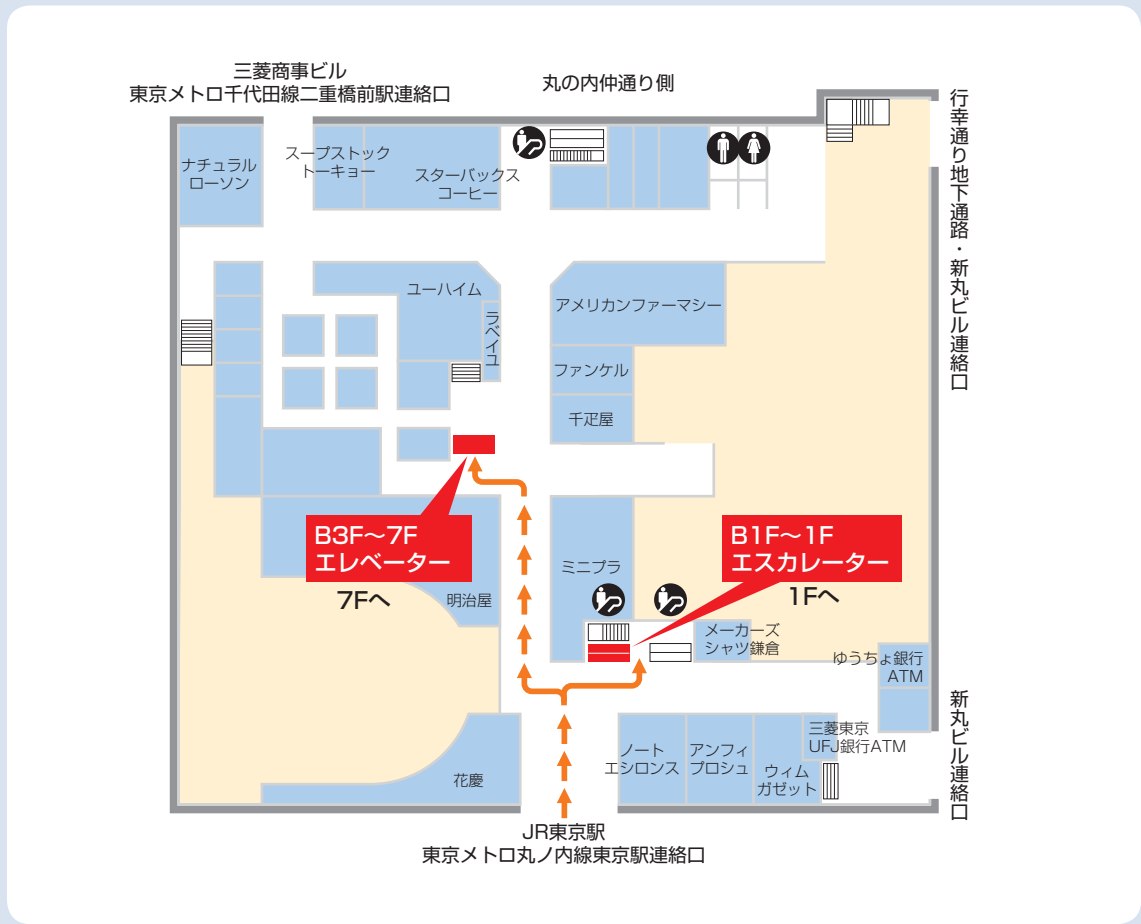 三菱商事ビル
東京メトロ千代田線二重橋前駅連絡口
丸の内仲通り側
行幸通り地下通路・新丸ビル連絡口
ナチュラル
ローソン
スープストック
トーキョー
スターバックス
コーヒー
ユーハイム
ラベイユ
アメリカンファーマシー
ファンケル
千疋屋
B3F〜7F
エレベーター
7Fへ
明治屋
ミニプラ
B1F〜1F
エスカレーター
1Fへ
メーカーズ
シャツ鎌倉
ゆうちょ銀行
ATM
新丸ビル連絡口
三菱東京
UFJ銀行ATM
ノート
エシロンス
アンフィ
プロシュ
ウィム
ガゼット
花慶
JR東京駅
東京メトロ丸ノ内線東京駅連絡口